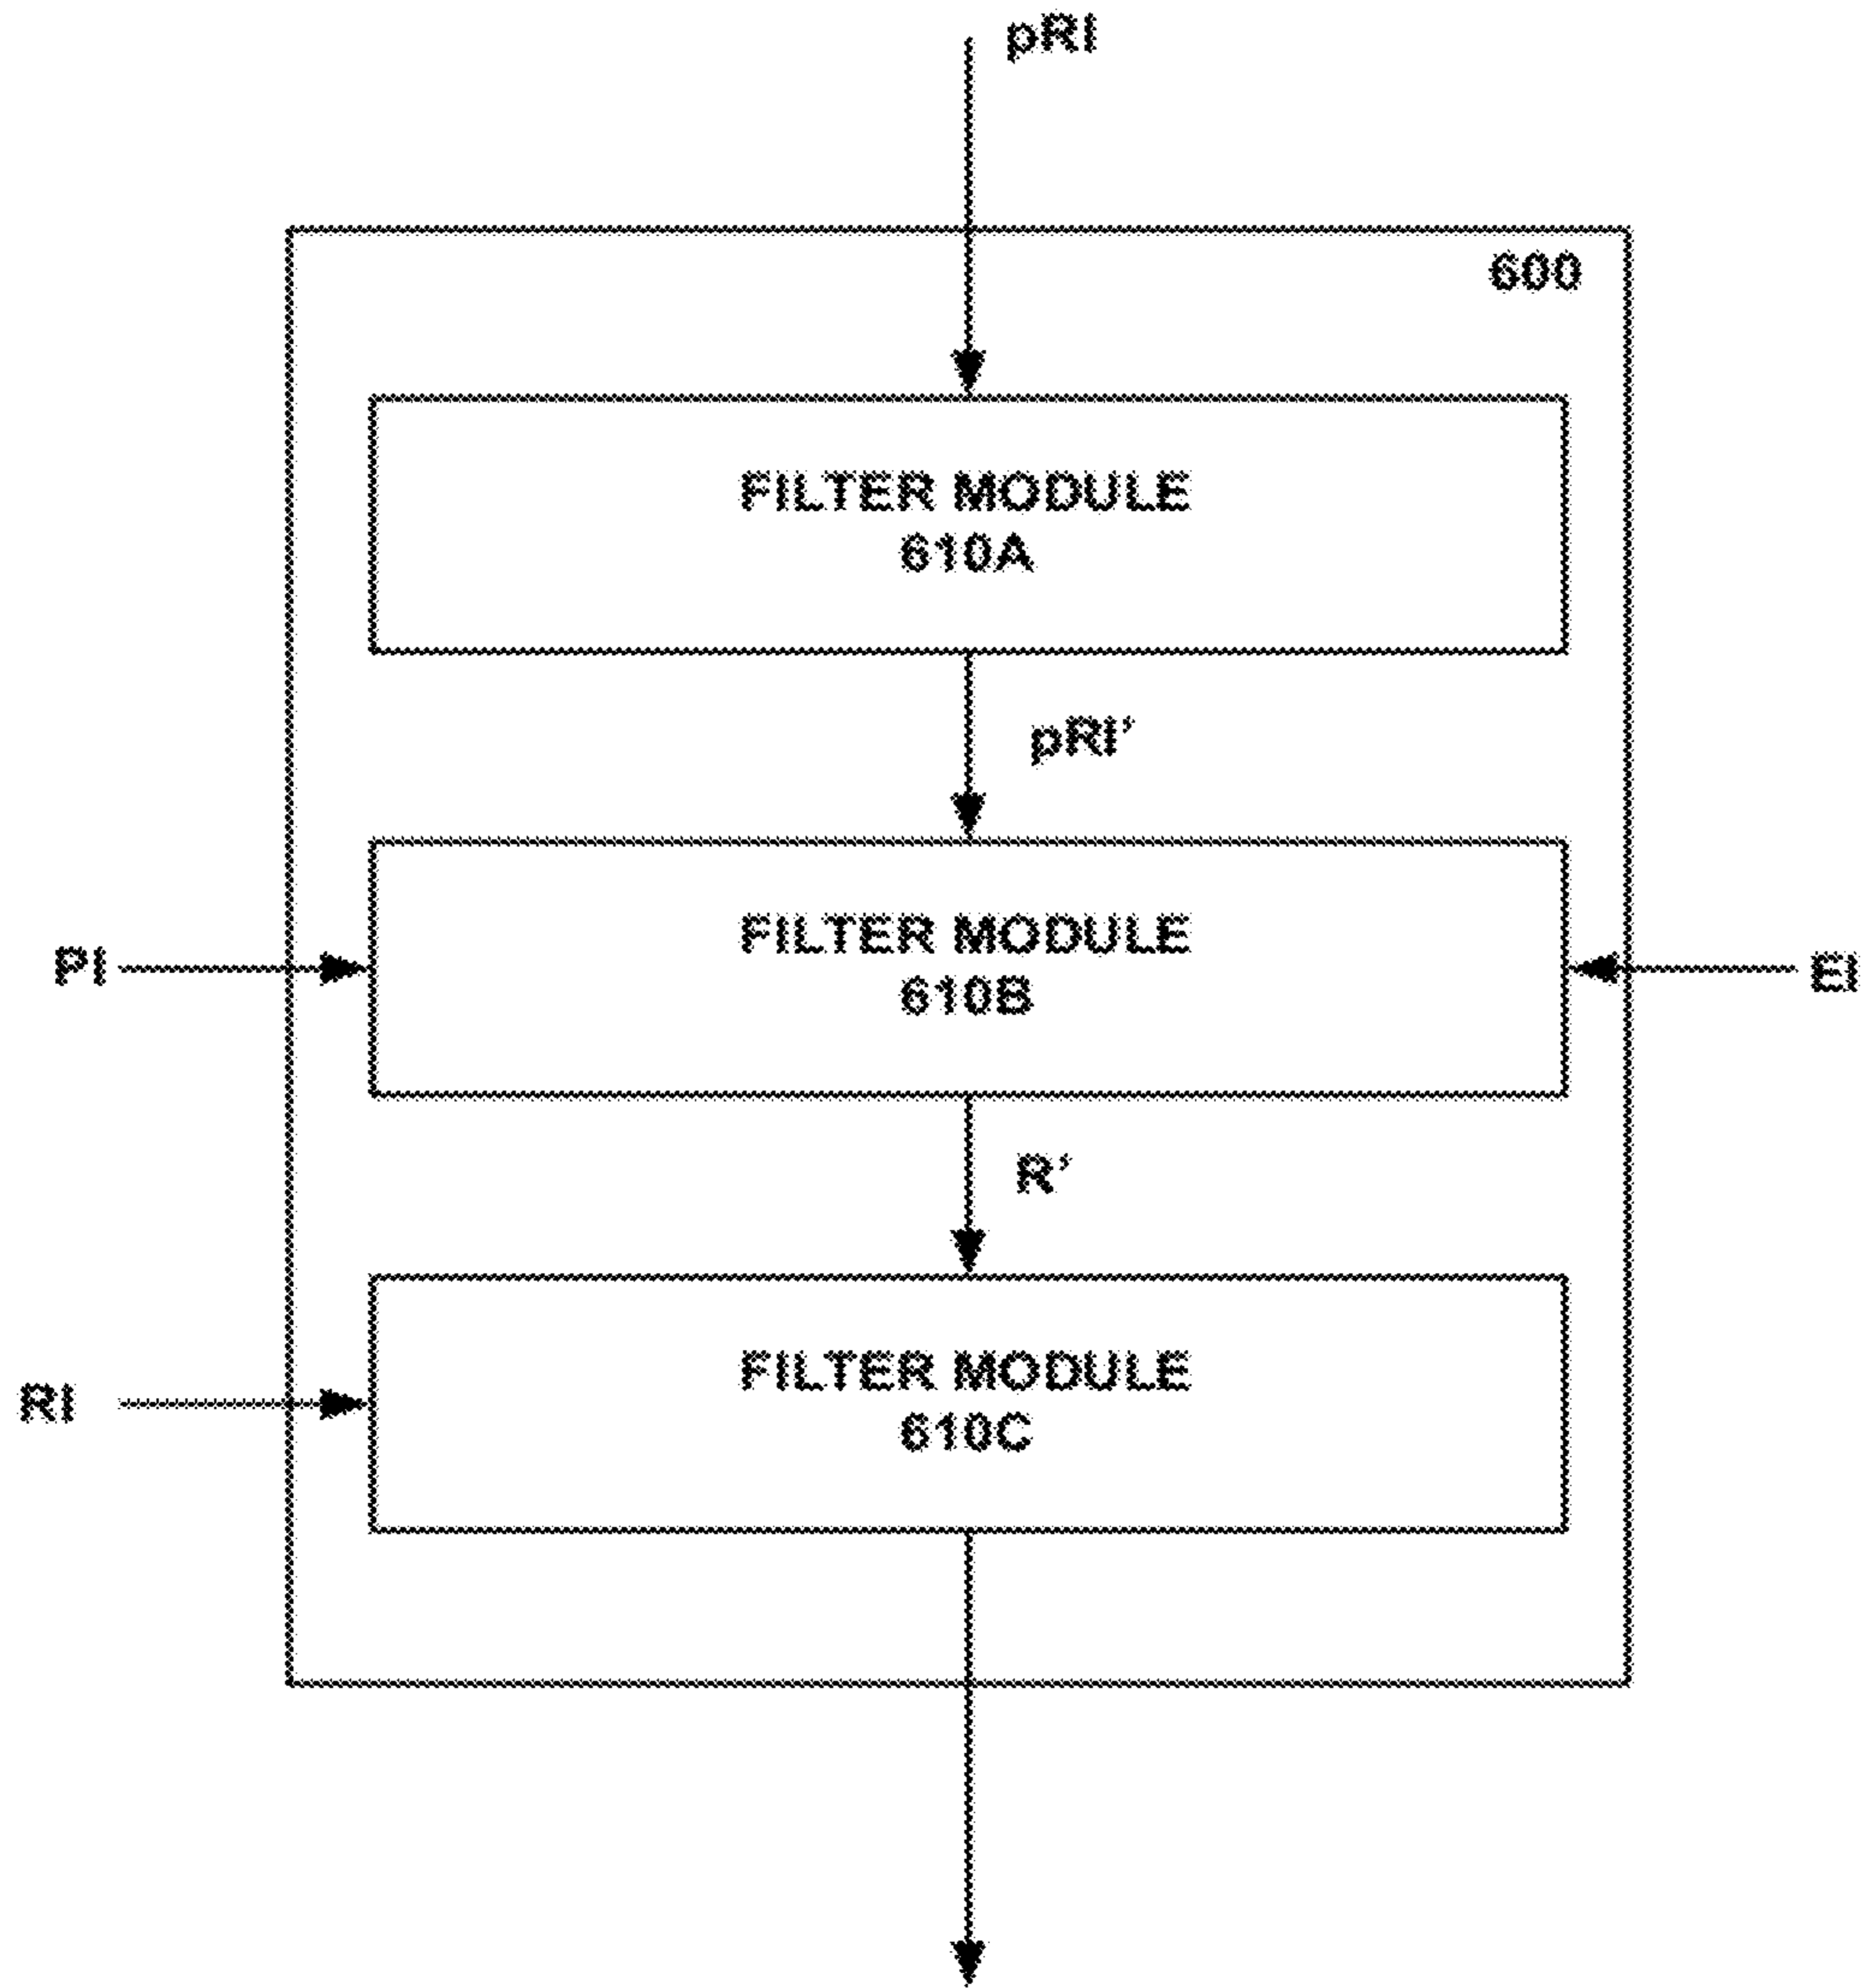 pRI
600
FILTER MODULE
610A
pRI’
FILTER MODULE
610B
PI
EI
R’
FILTER MODULE
610C
RI